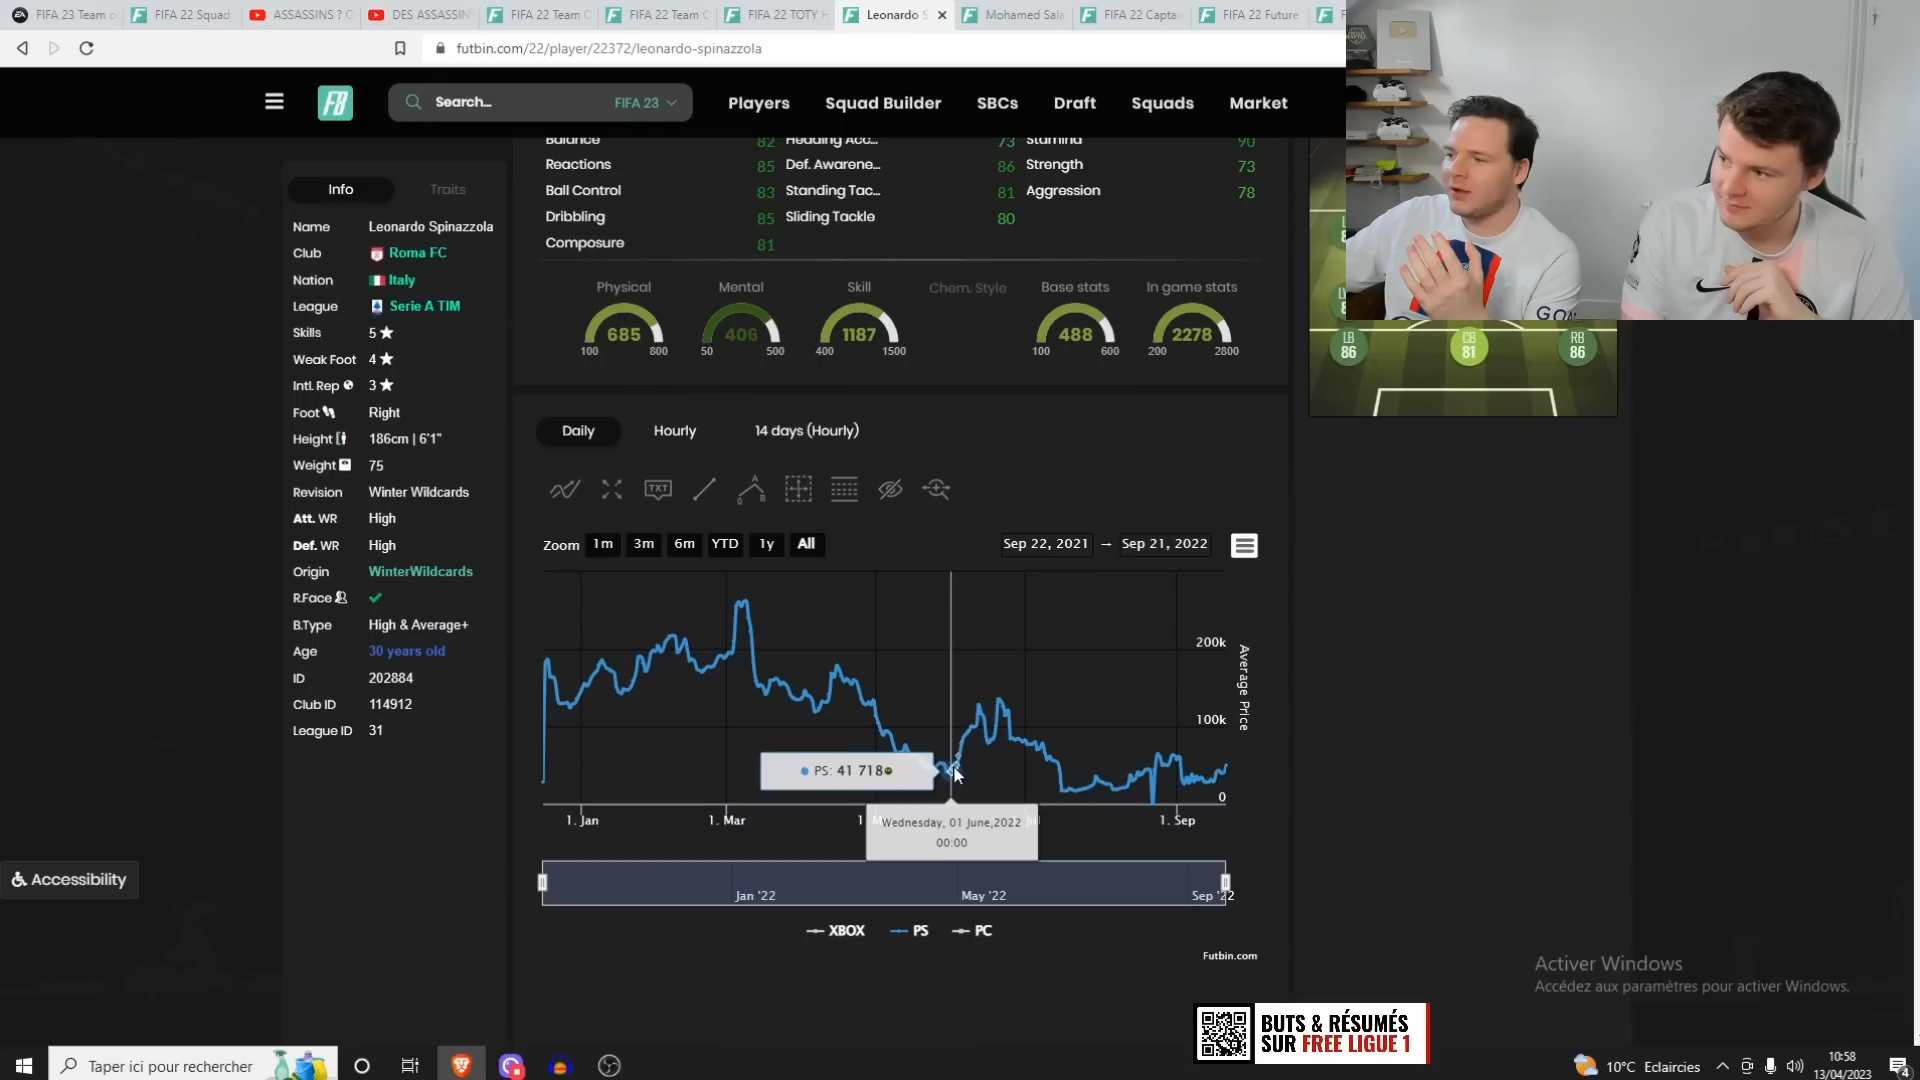 FIFA 23 Team o
FIFA 22 Squad
ASSASSINS ? C
DES ASSASSIN
FIFA 22 Team C
FIFA 22 Team C
FIFA 22 TOTY H
Leonardo S
Mohamed Sala
FIFA 22 Captai
FIFA 22 Future
futbin.com/22/player/22372/leonardo-spinazzola
Search...
FIFA 23
Players
Squad Builder
SBCs
Draft
Squads
Market
Balance 82 Heading Acc... 73 Stamina 90
Reactions 85 Def. Awarene... 86 Strength 73
Ball Control 83 Standing Tac... 81 Aggression 78
Dribbling 85 Sliding Tackle 80
Composure 81
Info Traits
Name Leonardo Spinazzola
Club Roma FC
Nation Italy
League Serie A TIM
Skills 5
Weak Foot 4
Intl. Rep 3
Foot Right
Height 186cm | 6'1"
Weight 75
Revision Winter Wildcards
Att. WR High
Def. WR High
Origin WinterWildcards
R.Face
B.Type High & Average+
Age 30 years old
ID 202884
Club ID 114912
League ID 31
Physical Mental Skill Chem. Style Base stats In game stats
685 406 1187 488 2278
100 800 50 500 400 1500 100 600 200 2800
LB 86
CB 81
RB 86
Daily Hourly 14 days (Hourly)
TXT
Zoom 1m 3m 6m YTD 1y All
Sep 22, 2021 → Sep 21, 2022
200k
100k
0
Average Price
PS: 41 718
1. Jan 1. Mar 1. Sep
Wednesday, 01 June,2022
00:00
Jan '22 May '22 Sep '22
XBOX PS PC
Futbin.com
Accessibility
Activer Windows
Accédez aux paramètres pour activer Windows.
BUTS & RÉSUMÉS
SUR FREE LIGUE 1
Taper ici pour rechercher
10°C Eclaircies
10:58
13/04/2023
4